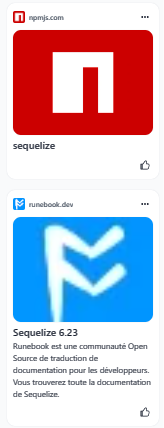 npmjs.com
sequelize
runebook.dev
Sequelize 6.23
Runebook est une communauté Open
Source de traduction de
documentation pour les développeurs.
Vous trouverez toute la documentation
de Sequelize.